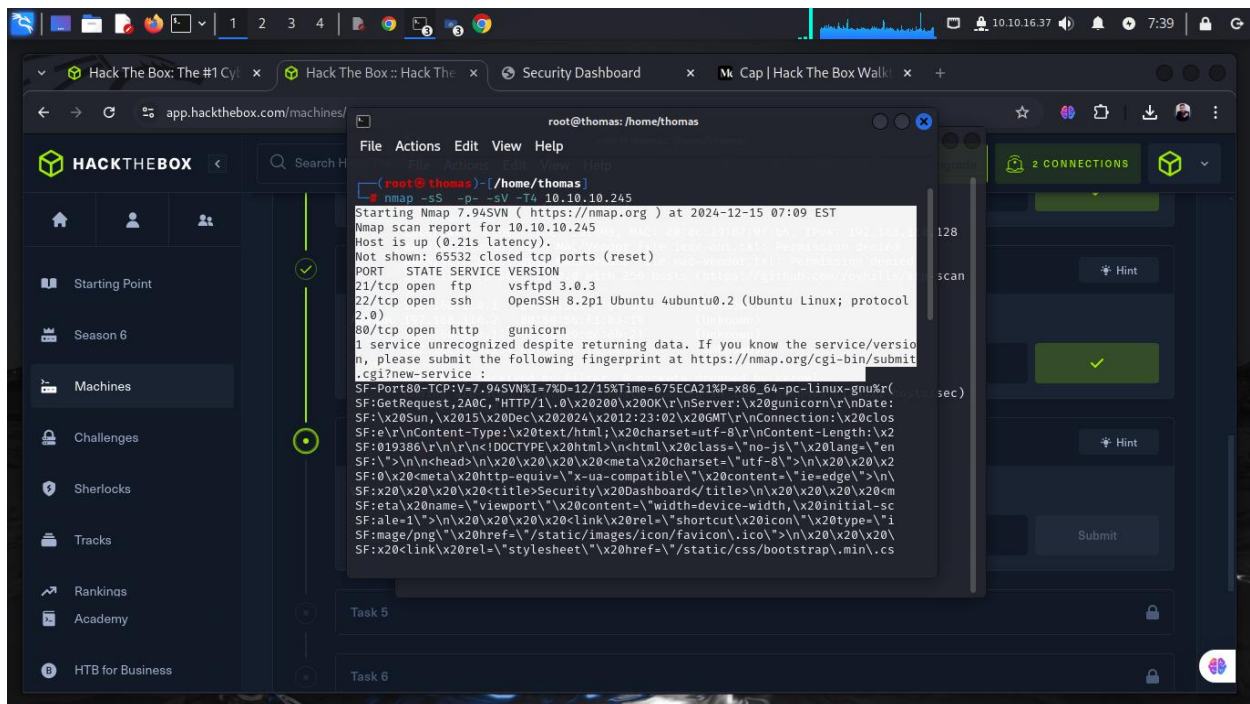 1 2 3 4
3
3
10.10.16.37
7:39
Hack The Box: The #1 Cyb
Hack The Box :: Hack The
Security Dashboard
Cap | Hack The Box Walk
app.hackthebox.com/machines/
root@thomas: /home/thomas
File Actions Edit View Help
HACKTHEBOX
Search H
2 CONNECTIONS
(root@thomas)-[/home/thomas]
# nmap -sS -p- -sV -T4 10.10.10.245
Starting Nmap 7.94SVN ( https://nmap.org ) at 2024-12-15 07:09 EST
Nmap scan report for 10.10.10.245
Host is up (0.21s latency).
Not shown: 65532 closed tcp ports (reset)
PORT STATE SERVICE VERSION
21/tcp open ftp vsftpd 3.0.3
22/tcp open ssh OpenSSH 8.2p1 Ubuntu 4ubuntu0.2 (Ubuntu Linux; protocol
2.0)
80/tcp open http gunicorn
1 service unrecognized despite returning data. If you know the service/versio
n, please submit the following fingerprint at https://nmap.org/cgi-bin/submit
.cgi?new-service :
SF-Port80-TCP:V=7.94SVN%I=7%D=12/15%Time=675ECA21%P=x86_64-pc-linux-gnu%r(
SF:GetRequest,2A0C,"HTTP/1\.0\x20200\x20OK\r\nServer:\x20gunicorn\r\nDate:
SF:\x20Sun,\x2015\x20Dec\x202024\x2012:23:02\x20GMT\r\nConnection:\x20clos
SF:e\r\nContent-Type:\x20text/html;\x20charset=utf-8\r\nContent-Length:\x2
SF:019386\r\n\r\n<!DOCTYPE\x20html>\n<html\x20class=\"no-js\"\x20lang=\"en
SF:\">\n\n<head>\n\x20\x20\x20\x20<meta\x20charset=\"utf-8\">\n\x20\x20\x2
SF:0\x20<meta\x20http-equiv=\"x-ua-compatible\"\x20content=\"ie=edge\">\n\
SF:x20\x20\x20\x20<title>Security\x20Dashboard</title>\n\x20\x20\x20\x20<m
SF:eta\x20name=\"viewport\"\x20content=\"width=device-width,\x20initial-sc
SF:ale=1\">\n\x20\x20\x20\x20<link\x20rel=\"shortcut\x20icon\"\x20type=\"i
SF:mage/png\"\x20href=\"/static/images/icon/favicon\.ico\">\n\x20\x20\x20\
SF:x20<link\x20rel=\"stylesheet\"\x20href=\"/static/css/bootstrap\.min\.cs
128
scan
sec)
Starting Point
Season 6
Machines
Challenges
Sherlocks
Tracks
Rankings
Academy
HTB for Business
Hint
Hint
Submit
Task 5
Task 6